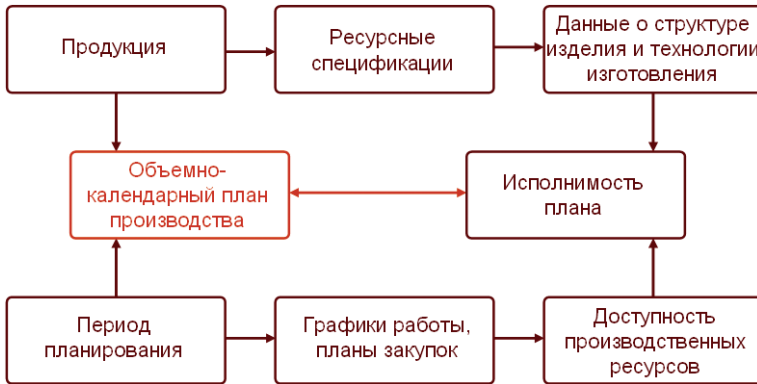 Продукция
Ресурсные
спецификации
Данные о структуре
изделия и технологии
изготовления
Объемно-
календарный план
производства
Исполнимость
плана
Период
планирования
Графики работы,
планы закупок
Доступность
производственных
ресурсов